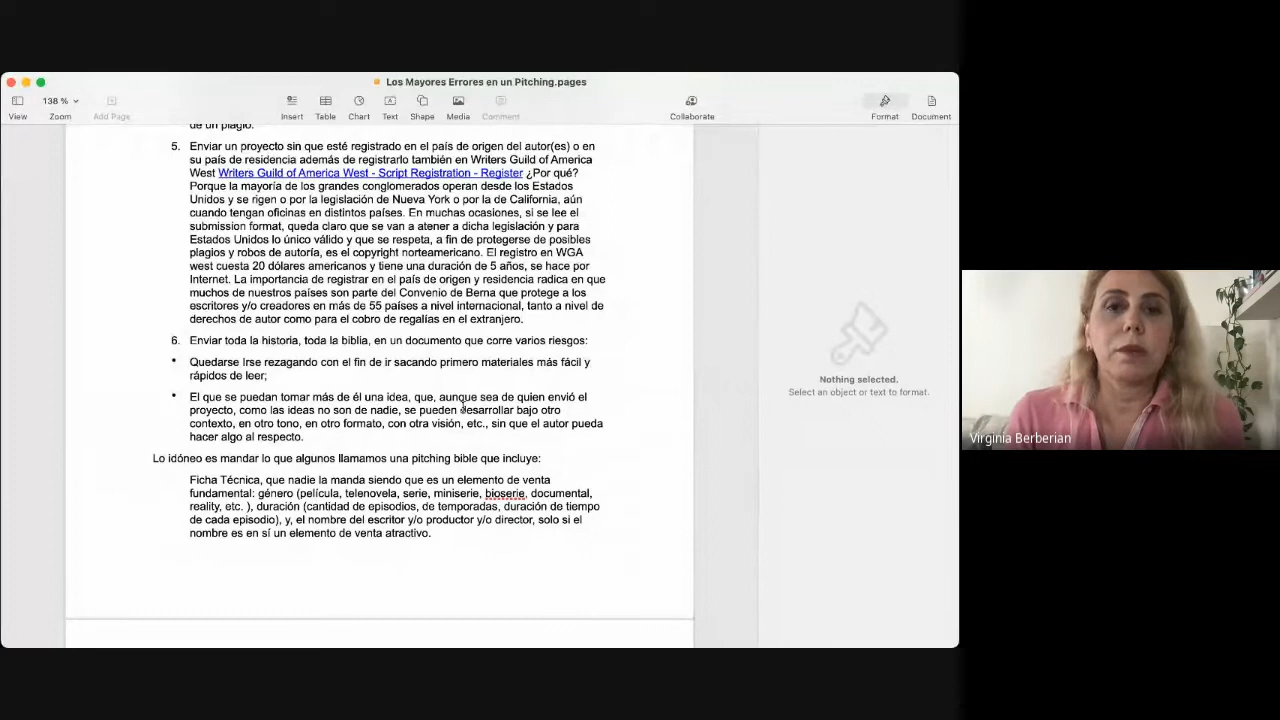 Los Mayores Errores en un Pitching.pages
138 %
View
Zoom
Add Page
Insert
Table
Chart
Text
Shape
Media
Comment
Collaborate
Format
Document
de un plagio.
5. Enviar un proyecto sin que esté registrado en el país de origen del autor(es) o en
su país de residencia además de registrarlo también en Writers Guild of America
West Writers Guild of America West - Script Registration - Register ¿Por qué?
Porque la mayoría de los grandes conglomerados operan desde los Estados
Unidos y se rigen o por la legislación de Nueva York o por la de California, aún
cuando tengan oficinas en distintos países. En muchas ocasiones, si se lee el
submission format, queda claro que se van a atener a dicha legislación y para
Estados Unidos lo único válido y que se respeta, a fin de protegerse de posibles
plagios y robos de autoría, es el copyright norteamericano. El registro en WGA
west cuesta 20 dólares americanos y tiene una duración de 5 años, se hace por
Internet. La importancia de registrar en el país de origen y residencia radica en que
muchos de nuestros países son parte del Convenio de Berna que protege a los
escritores y/o creadores en más de 55 países a nivel internacional, tanto a nivel de
derechos de autor como para el cobro de regalías en el extranjero.
6. Enviar toda la historia, toda la biblia, en un documento que corre varios riesgos:
• Quedarse Irse rezagando con el fin de ir sacando primero materiales más fácil y
rápidos de leer;
• El que se puedan tomar más de él una idea, que, aunque sea de quien envió el
proyecto, como las ideas no son de nadie, se pueden desarrollar bajo otro
contexto, en otro tono, en otro formato, con otra visión, etc., sin que el autor pueda
hacer algo al respecto.
Lo idóneo es mandar lo que algunos llamamos una pitching bible que incluye:
Ficha Técnica, que nadie la manda siendo que es un elemento de venta
fundamental: género (película, telenovela, serie, miniserie, bioserie, documental,
reality, etc. ), duración (cantidad de episodios, de temporadas, duración de tiempo
de cada episodio), y, el nombre del escritor y/o productor y/o director, solo si el
nombre es en sí un elemento de venta atractivo.
Nothing selected.
Select an object or text to format.
Virginia Berberian